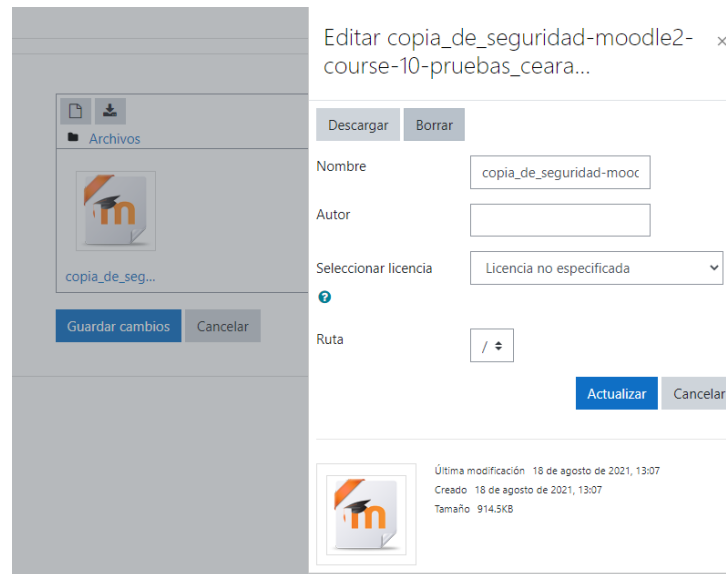 Editar copia_de_seguridad-moodle2-
course-10-pruebas_ceara...
×
Archivos
copia_de_seg...
Guardar cambios Cancelar
Descargar Borrar
Nombre copia_de_seguridad-mooc
Autor
Seleccionar licencia Licencia no especificada
?
Ruta /
Actualizar Cancelar
Última modificación 18 de agosto de 2021, 13:07
Creado 18 de agosto de 2021, 13:07
Tamaño 914.5KB